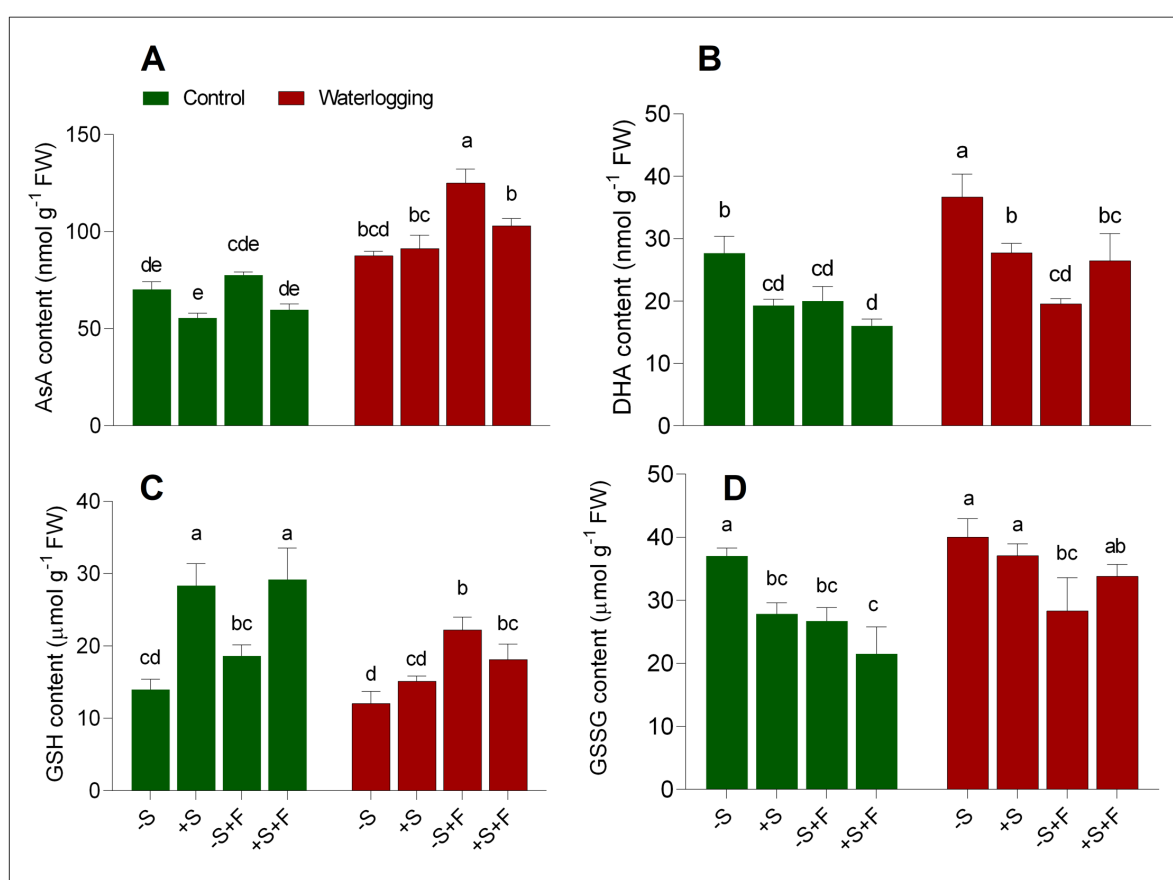 A
B
Control
Waterlogging
AsA content (nmol g⁻¹ FW)
150
100
50
0
de
e
cde
de
bcd
bc
a
b
DHA content (nmol g⁻¹ FW)
50
40
30
20
10
0
b
cd
cd
d
a
b
cd
bc
C
D
GSH content (µmol g⁻¹ FW)
40
30
20
10
0
cd
a
bc
a
d
cd
b
bc
-S
+S
-S+F
+S+F
-S
+S
-S+F
+S+F
GSSG content (µmol g⁻¹ FW)
50
40
30
20
10
0
a
bc
bc
c
a
a
bc
ab
-S
+S
-S+F
+S+F
-S
+S
-S+F
+S+F